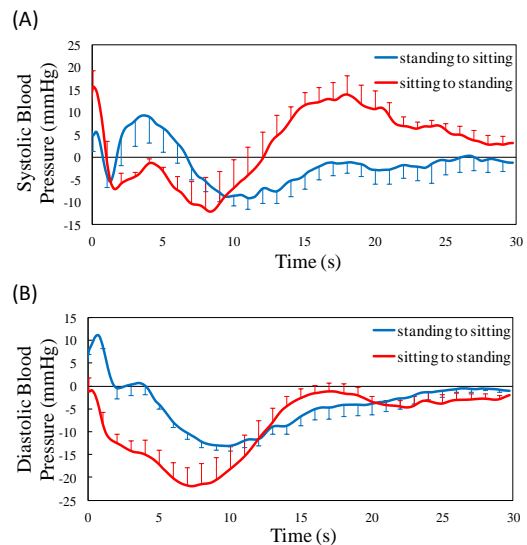 (A)
Systolic Blood
Pressure (mmHg)
25
20
15
10
5
0
-5
-10
-15
standing to sitting
sitting to standing
0 5 10 15 20 25 30
Time (s)
(B)
Diastolic Blood
Pressure (mmHg)
15
10
5
0
-5
-10
-15
-20
-25
standing to sitting
sitting to standing
0 5 10 15 20 25 30
Time (s)